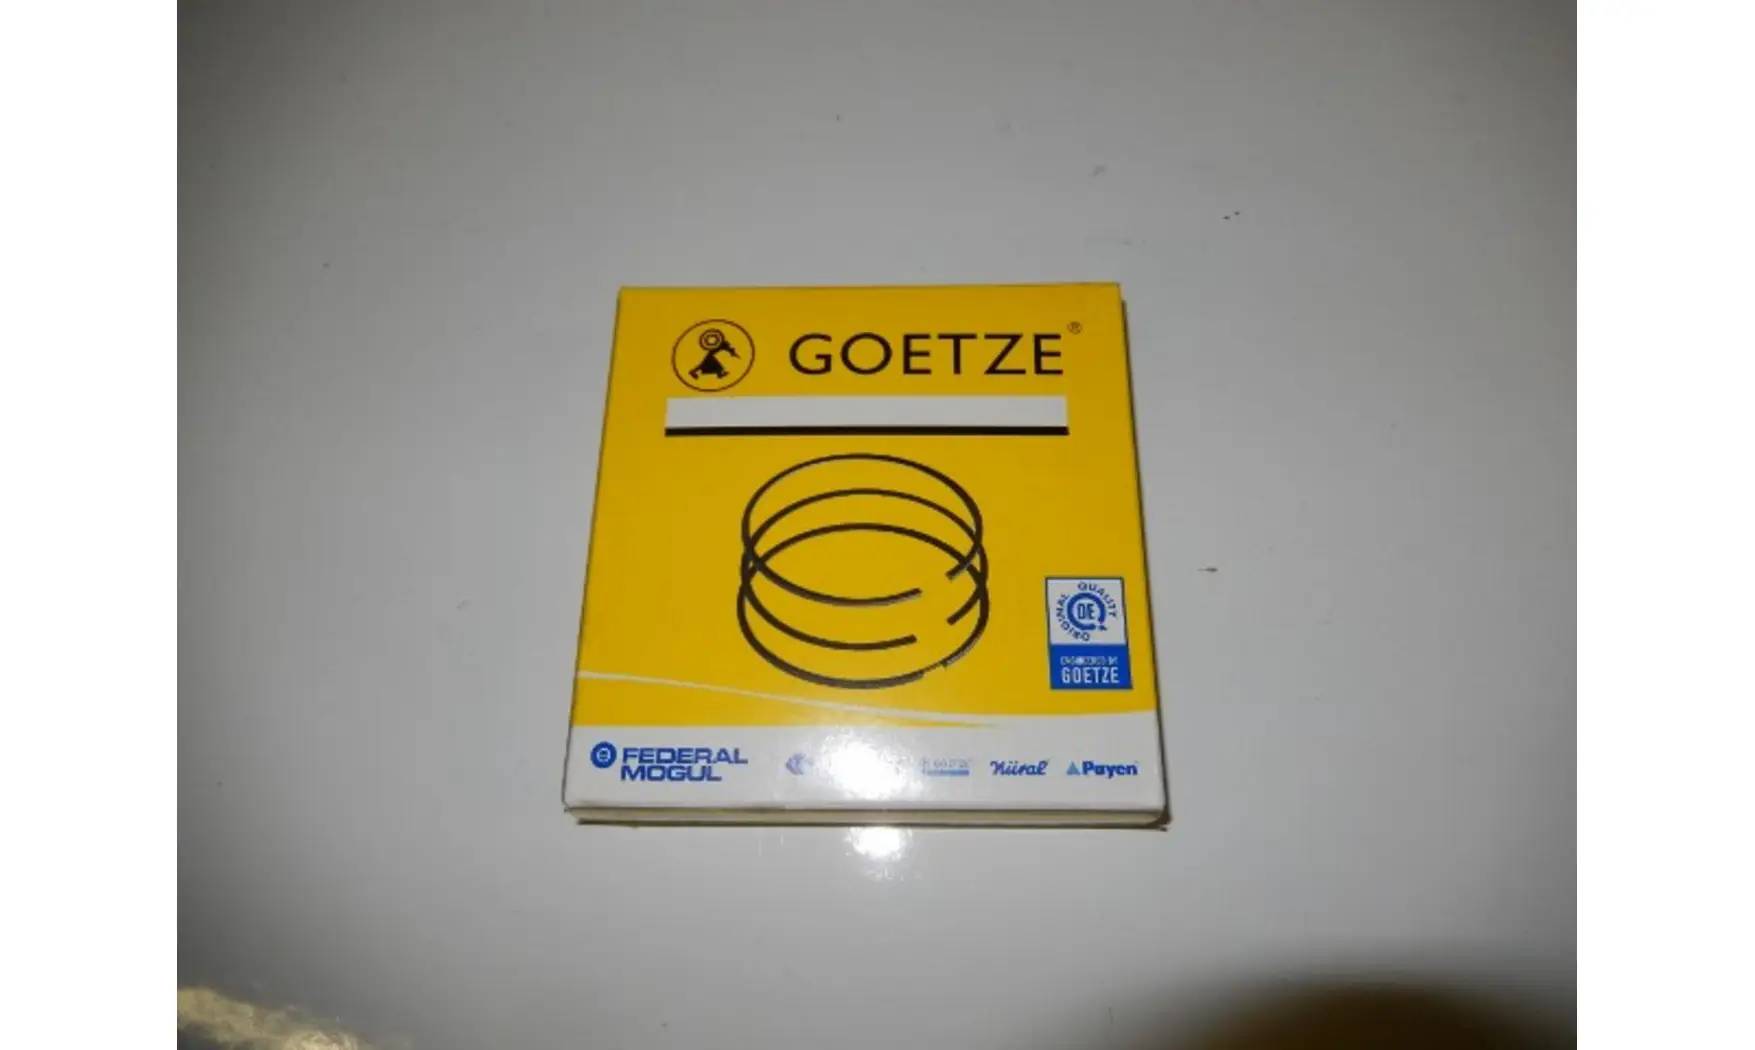 GOETZE®
ORIGINAL QUALITY
OE
ENGINEERED BY
GOETZE
FEDERAL
MOGUL
Nüral
Payen